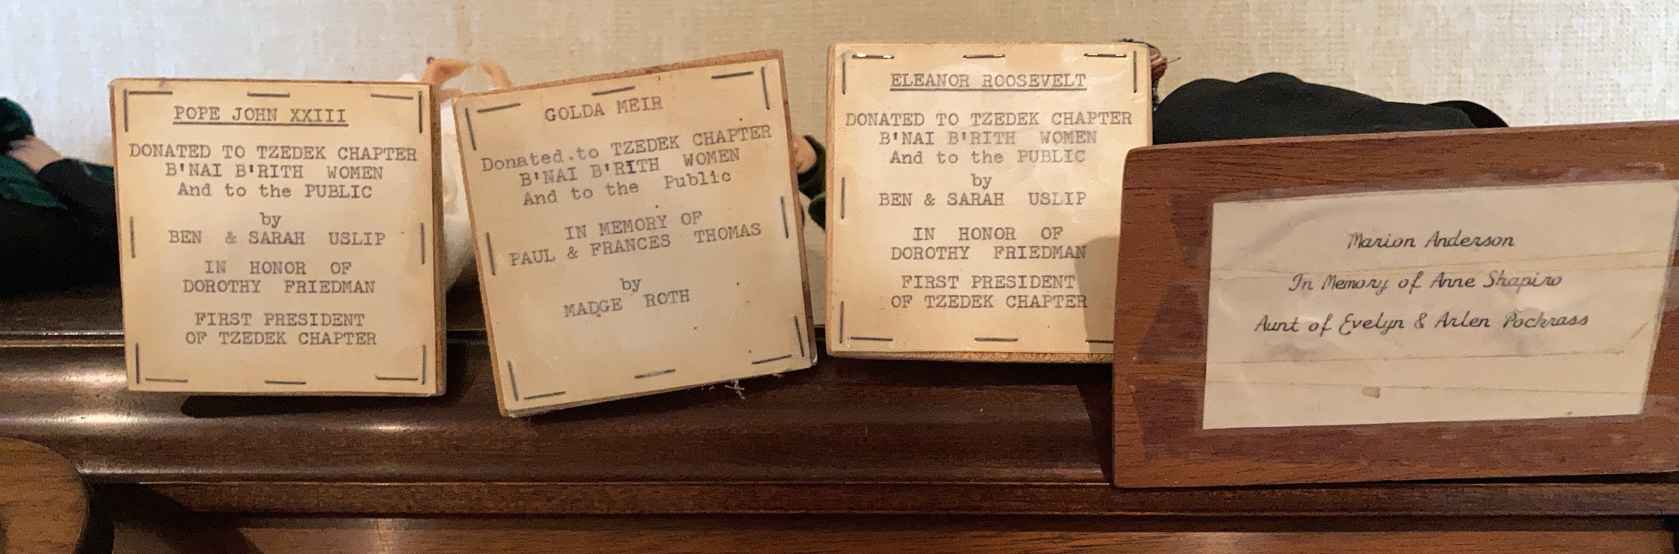 POPE JOHN XXIII
DONATED TO TZEDEK CHAPTER
B'NAI B'RITH WOMEN
And to the PUBLIC
by
BEN & SARAH USLIP
IN HONOR OF
DOROTHY FRIEDMAN
FIRST PRESIDENT
OF TZEDEK CHAPTER
GOLDA MEIR
Donated.to TZEDEK CHAPTER
B'NAI B'RITH WOMEN
And to the Public
IN MEMORY OF
PAUL & FRANCES THOMAS
by
MADGE ROTH
ELEANOR ROOSEVELT
DONATED TO TZEDEK CHAPTER
B'NAI B'RITH WOMEN
And to the PUBLIC
by
BEN & SARAH USLIP
IN HONOR OF
DOROTHY FRIEDMAN
FIRST PRESIDENT
OF TZEDEK CHAPTER
Marion Anderson
In Memory of Anne Shapiro
Aunt of Evelyn & Arlen Pochrass